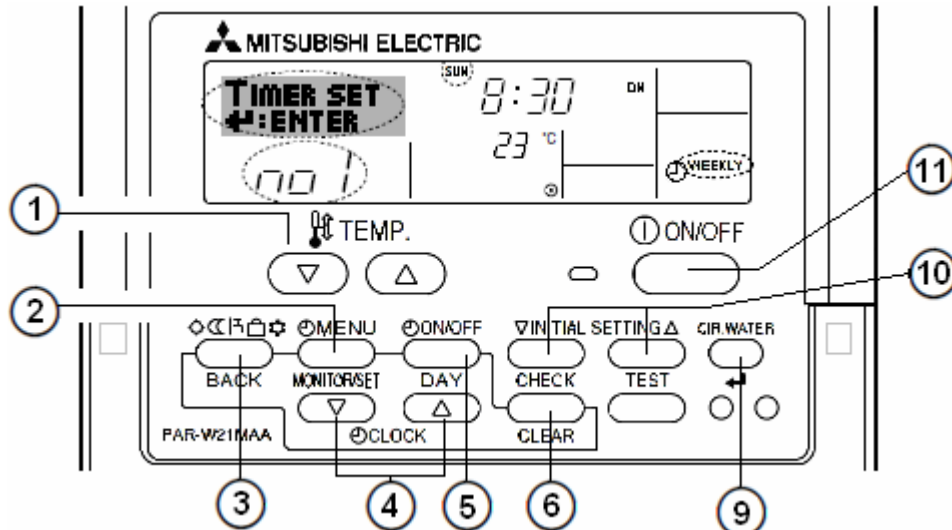 MITSUBISHI ELECTRIC
SUN
TIMER SET
8:30
ON
↵:ENTER
23 °C
WEEKLY
no1
11
1
TEMP.
ON/OFF
10
2
MENU
ON/OFF
▽INITIAL SETTING△
CIR.WATER
BACK
MONITOR/SET
DAY
CHECK
TEST
PAR-W21MAA
CLOCK
CLEAR
3
4
5
6
9